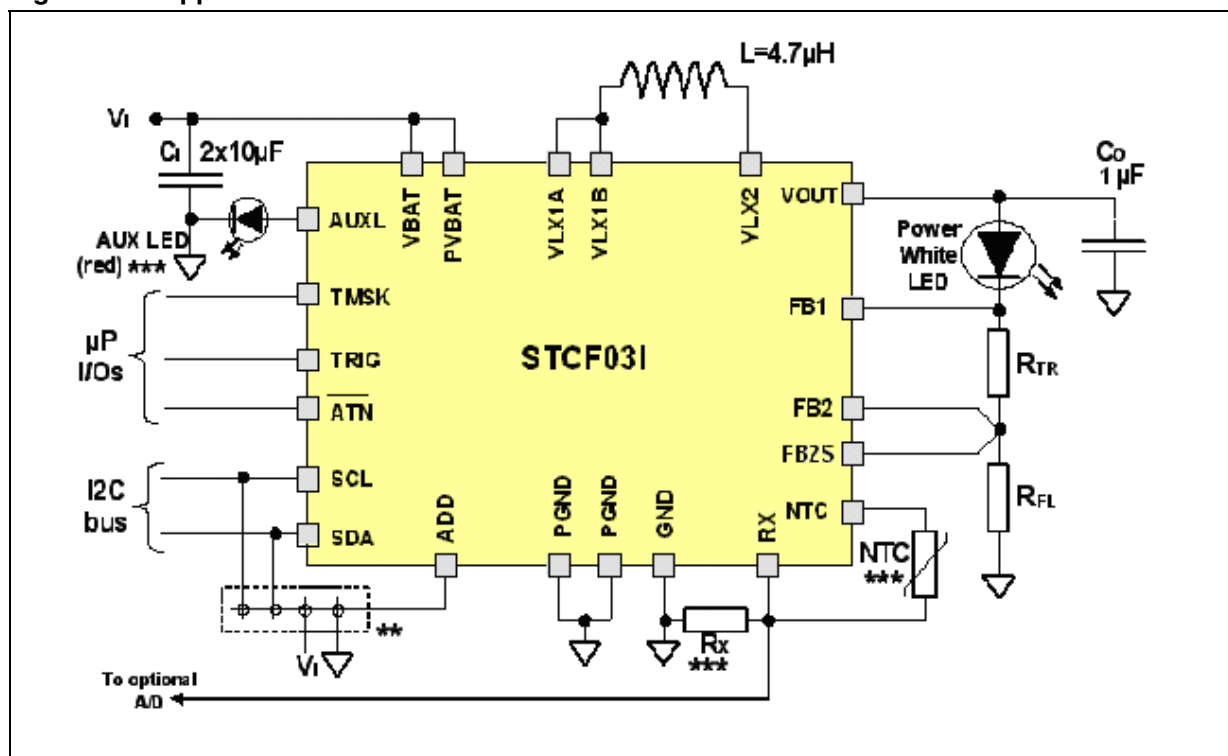 L=4.7µH
VI
CI 2x10µF
AUX LED
(red) ***
AUXL
VBAT
PVBAT
VLX1A
VLX1B
VLX2
VOUT
CO
1 µF
Power
White
LED
TMSK
TRIG
ATN
µP
I/Os
STCF03I
FB1
RTR
FB2
FB2S
RFL
I2C
bus
SCL
SDA
ADD
PGND
PGND
GND
RX
NTC
NTC
***
RX
***
**
VI
To optional
A/D